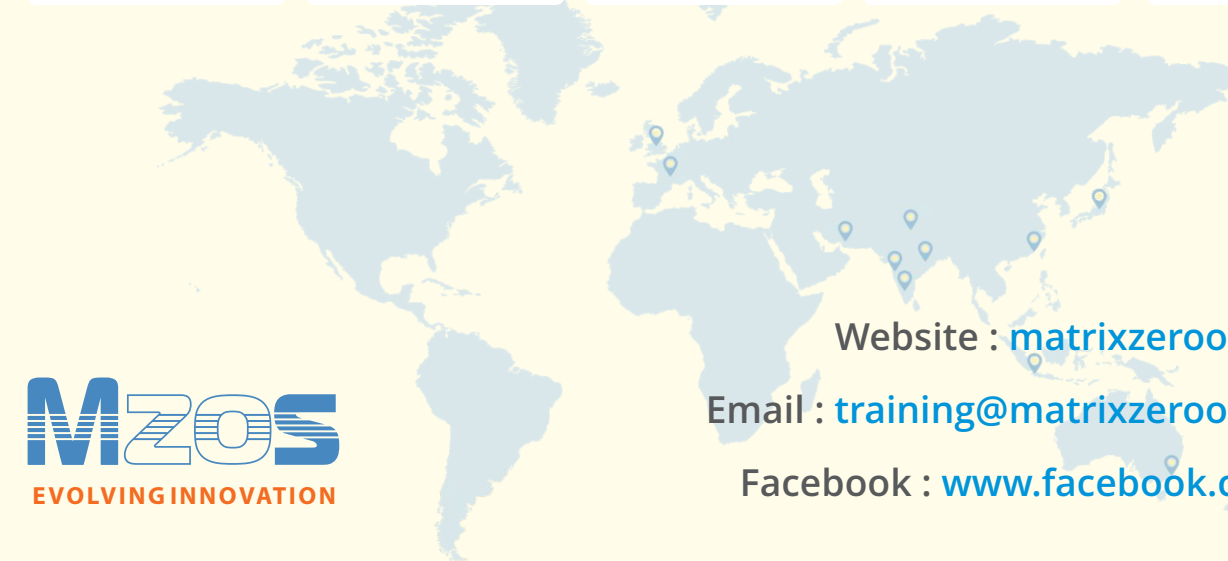 Website : matrixzeroo
Email : training@matrixzeroo
Facebook : www.facebook.c
MZOS
EVOLVING INNOVATION